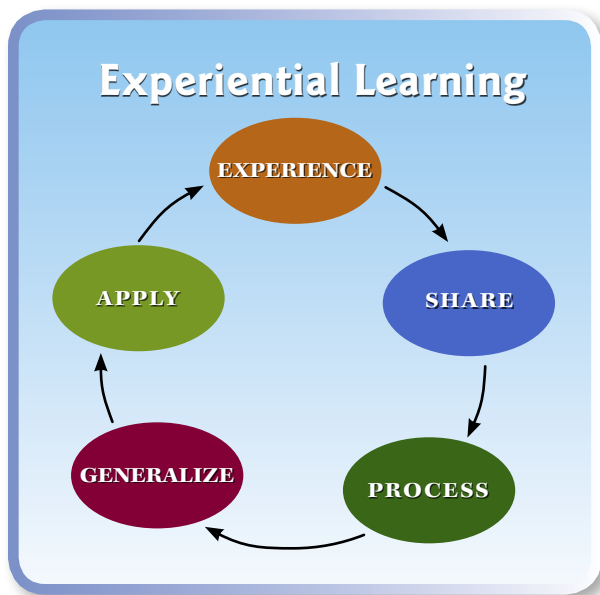 Experiential Learning
EXPERIENCE
SHARE
PROCESS
GENERALIZE
APPLY